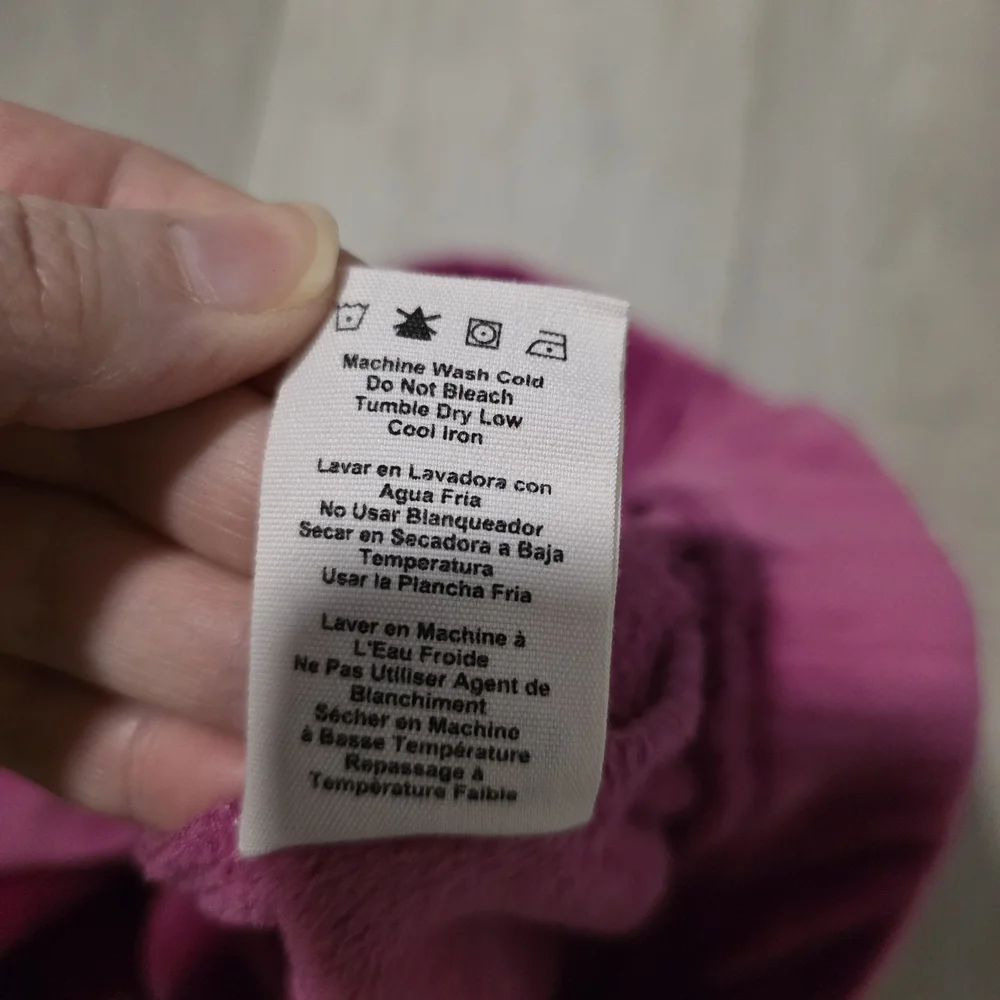 Machine Wash Cold
Do Not Bleach
Tumble Dry Low
Cool Iron
Lavar en Lavadora con
Agua Fria
No Usar Blanqueador
Secar en Secadora a Baja
Temperatura
Usar la Plancha Fria
Laver en Machine à
L'Eau Froide
Ne Pas Utiliser Agent de
Blanchiment
Sécher en Machine
à Basse Température
Repassage à
Température Faible